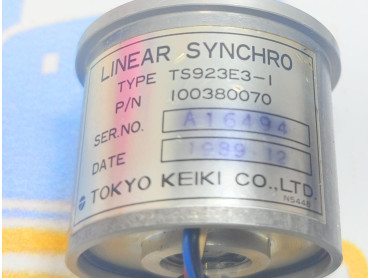 LINEAR SYNCHRO
TYPE TS923E3-1
P/N 100380070
SER.NO. A16494
DATE 1989.12
TOKYO KEIKI CO.,LTD